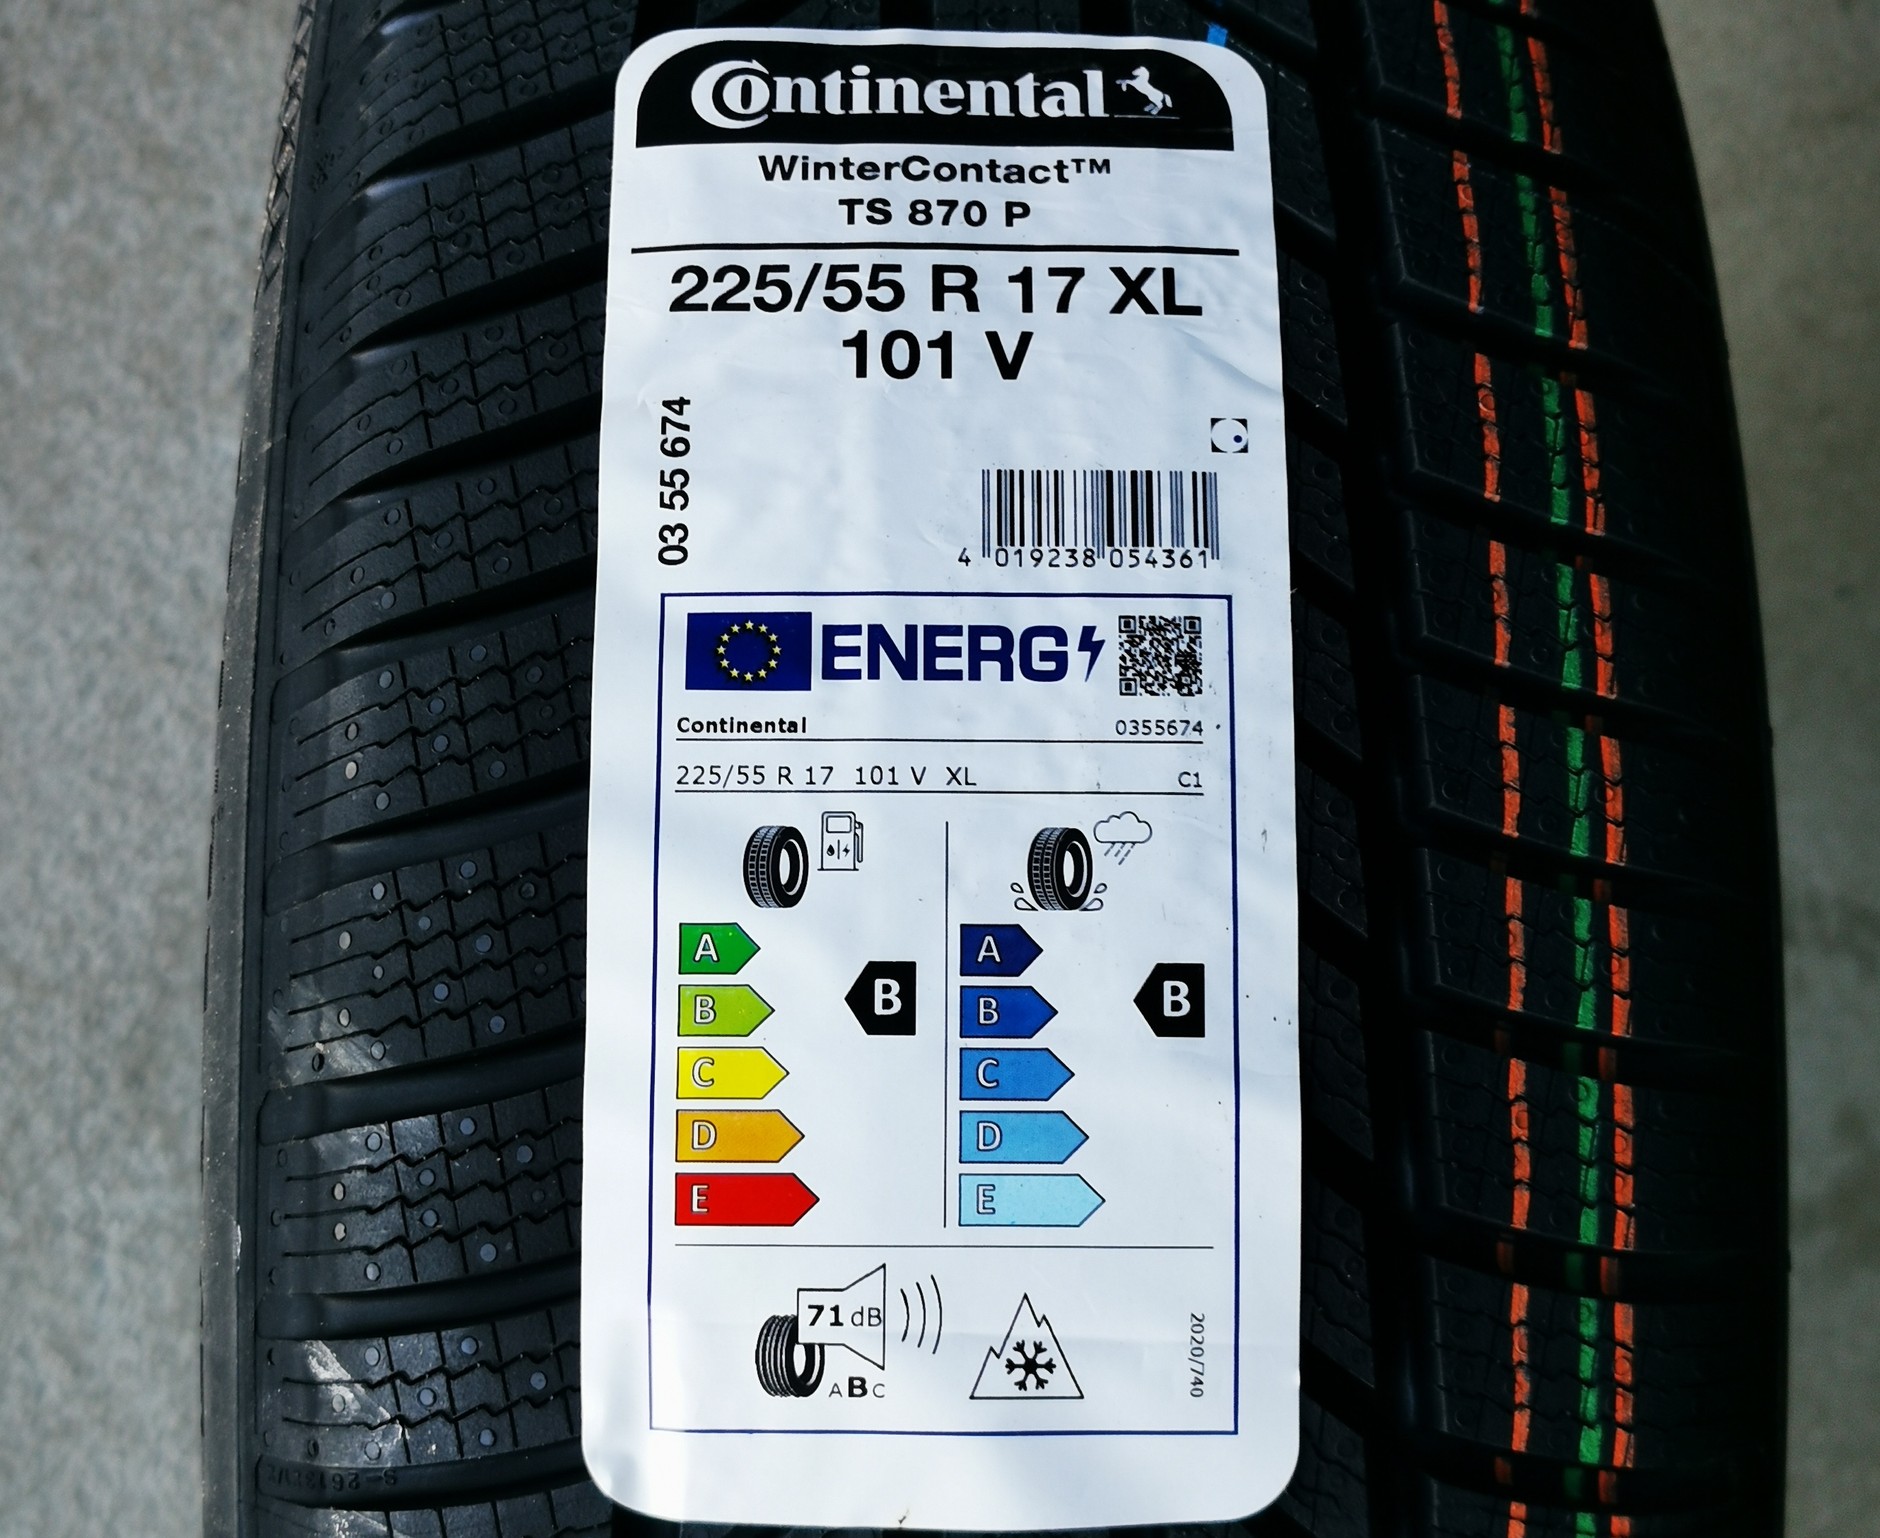 Continental
WinterContact™
TS 870 P
225/55 R 17 XL
101 V
03 55 674
4 019238 054361
ENERG
Continental 0355674
225/55 R 17 101 V XL C1
A A
B B B B
C C
D D
E E
71 dB
A B C
2020/740